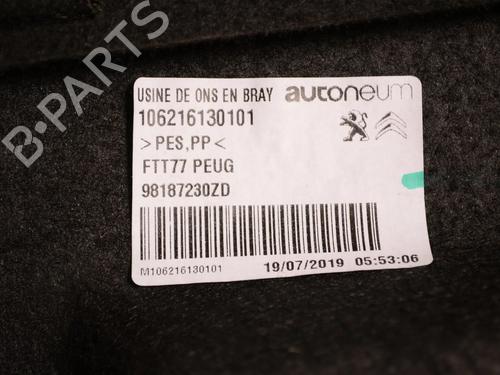 USINE DE ONS EN BRAY autoneum
106216130101
>PES,PP<
FTT77 PEUG
98187230ZD
M106216130101 19/07/2019 05:53:06
B-PARTS